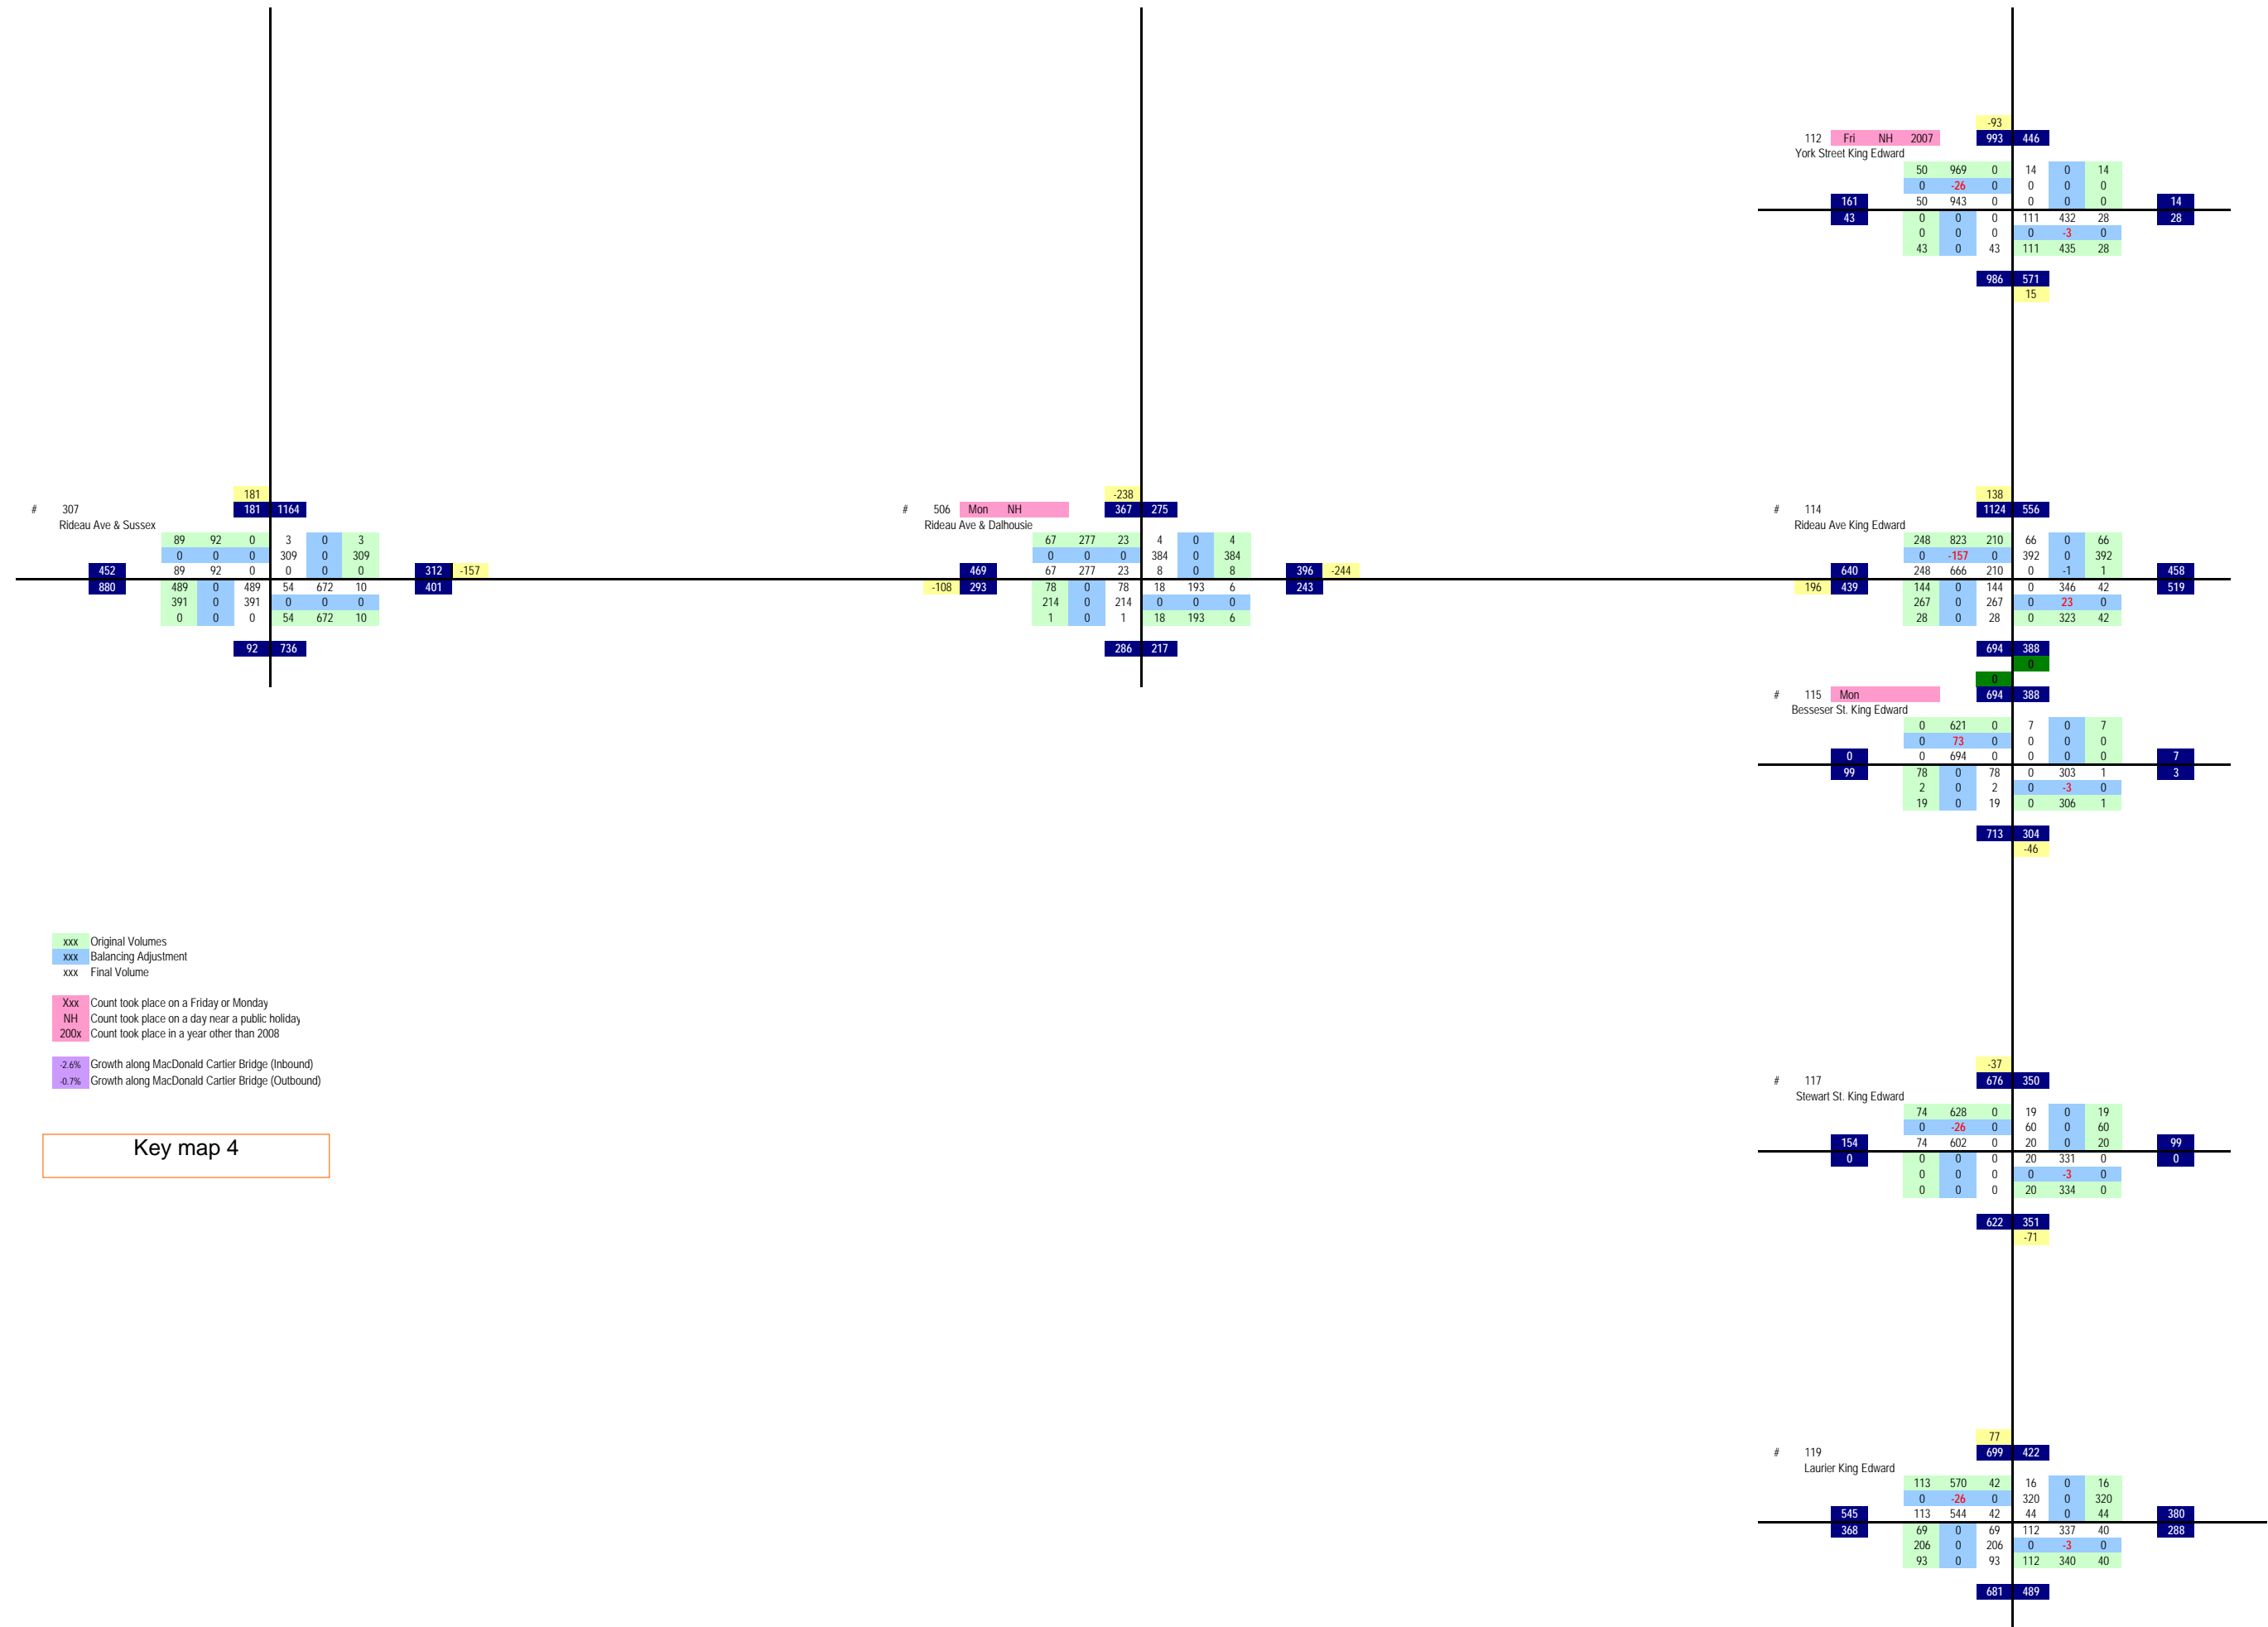 -93
112 Fri NH 2007 993 446
York Street King Edward
50 969 0 14 0 14
0 -26 0 0 0 0
161 50 943 0 0 0 0 14
43 0 0 0 111 432 28 28
0 0 0 0 -3 0
43 0 43 111 435 28
986 571
15
181
# 307 181 1164
Rideau Ave & Sussex
89 92 0 3 0 3
0 0 0 309 0 309
452 89 92 0 0 0 0 312 -157
880 489 0 489 54 672 10 401
391 0 391 0 0 0
0 0 0 54 672 10
92 736
-238
# 506 Mon NH 367 275
Rideau Ave & Dalhousie
67 277 23 4 0 4
0 0 0 384 0 384
469 67 277 23 8 0 8 396 -244
-108 293 78 0 78 18 193 6 243
214 0 214 0 0 0
1 0 1 18 193 6
286 217
138
# 114 1124 556
Rideau Ave King Edward
248 823 210 66 0 66
0 -157 0 392 0 392
640 248 666 210 0 -1 1 458
196 439 144 0 144 0 346 42 519
267 0 267 0 23 0
28 0 28 0 323 42
694 388
0
0
# 115 Mon 694 388
Besseser St. King Edward
0 621 0 7 0 7
0 73 0 0 0 0
0 0 694 0 0 0 0 7
99 78 0 78 0 303 1 3
2 0 2 0 -3 0
19 0 19 0 306 1
713 304
-46
xxx Original Volumes
xxx Balancing Adjustment
xxx Final Volume
Xxx Count took place on a Friday or Monday
NH Count took place on a day near a public holiday
200x Count took place in a year other than 2008
-2.6% Growth along MacDonald Cartier Bridge (Inbound)
-0.7% Growth along MacDonald Cartier Bridge (Outbound)
Key map 4
-37
# 117 676 350
Stewart St. King Edward
74 628 0 19 0 19
0 -26 0 60 0 60
154 74 602 0 20 0 20 99
0 0 0 0 20 331 0 0
0 0 0 0 -3 0
0 0 0 20 334 0
622 351
-71
77
# 119 699 422
Laurier King Edward
113 570 42 16 0 16
0 -26 0 320 0 320
545 113 544 42 44 0 44 380
368 69 0 69 112 337 40 288
206 0 206 0 -3 0
93 0 93 112 340 40
681 489